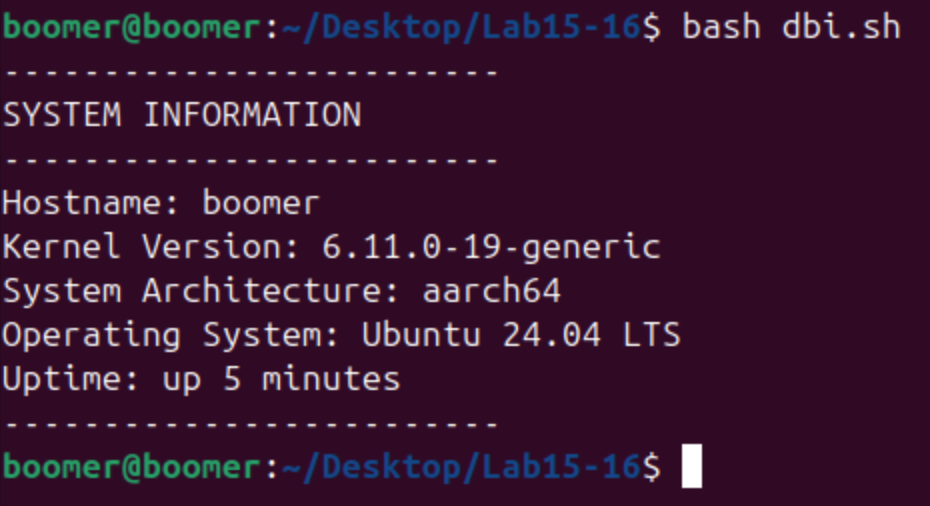 boomer@boomer:~/Desktop/Lab15-16$ bash dbi.sh
-------------------------
SYSTEM INFORMATION
-------------------------
Hostname: boomer
Kernel Version: 6.11.0-19-generic
System Architecture: aarch64
Operating System: Ubuntu 24.04 LTS
Uptime: up 5 minutes
-------------------------
boomer@boomer:~/Desktop/Lab15-16$